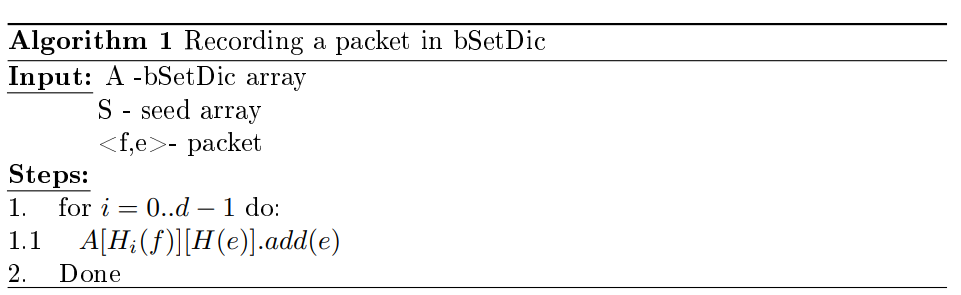 Algorithm 1 Recording a packet in bSetDic
Input: A -bSetDic array
S - seed array
<f,e>- packet
Steps:
1. for i = 0..d − 1 do:
1.1 A[Hᵢ(f)][H(e)].add(e)
2. Done